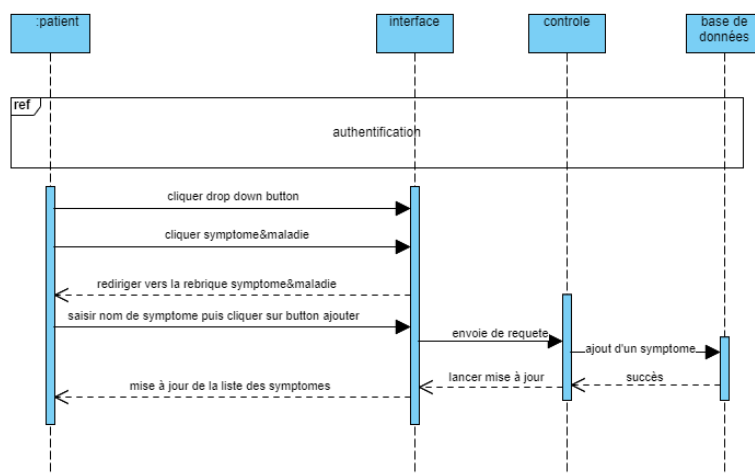 :patient
interface
controle
base de
données
ref
authentification
cliquer drop down button
cliquer symptome&maladie
rediriger vers la rebrique symptome&maladie
saisir nom de symptome puis cliquer sur button ajouter
envoie de requete
ajout d'un symptome
succès
lancer mise à jour
mise à jour de la liste des symptomes